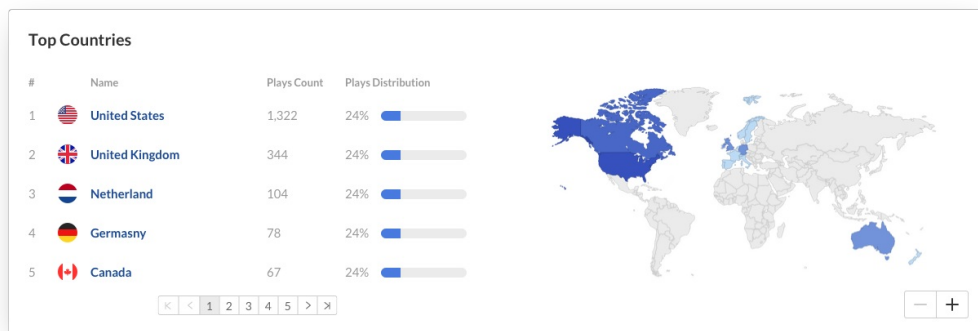 Top Countries
# Name Plays Count Plays Distribution
1 United States 1,322 24%
2 United Kingdom 344 24%
3 Netherland 104 24%
4 Germasny 78 24%
5 Canada 67 24%
1 2 3 4 5